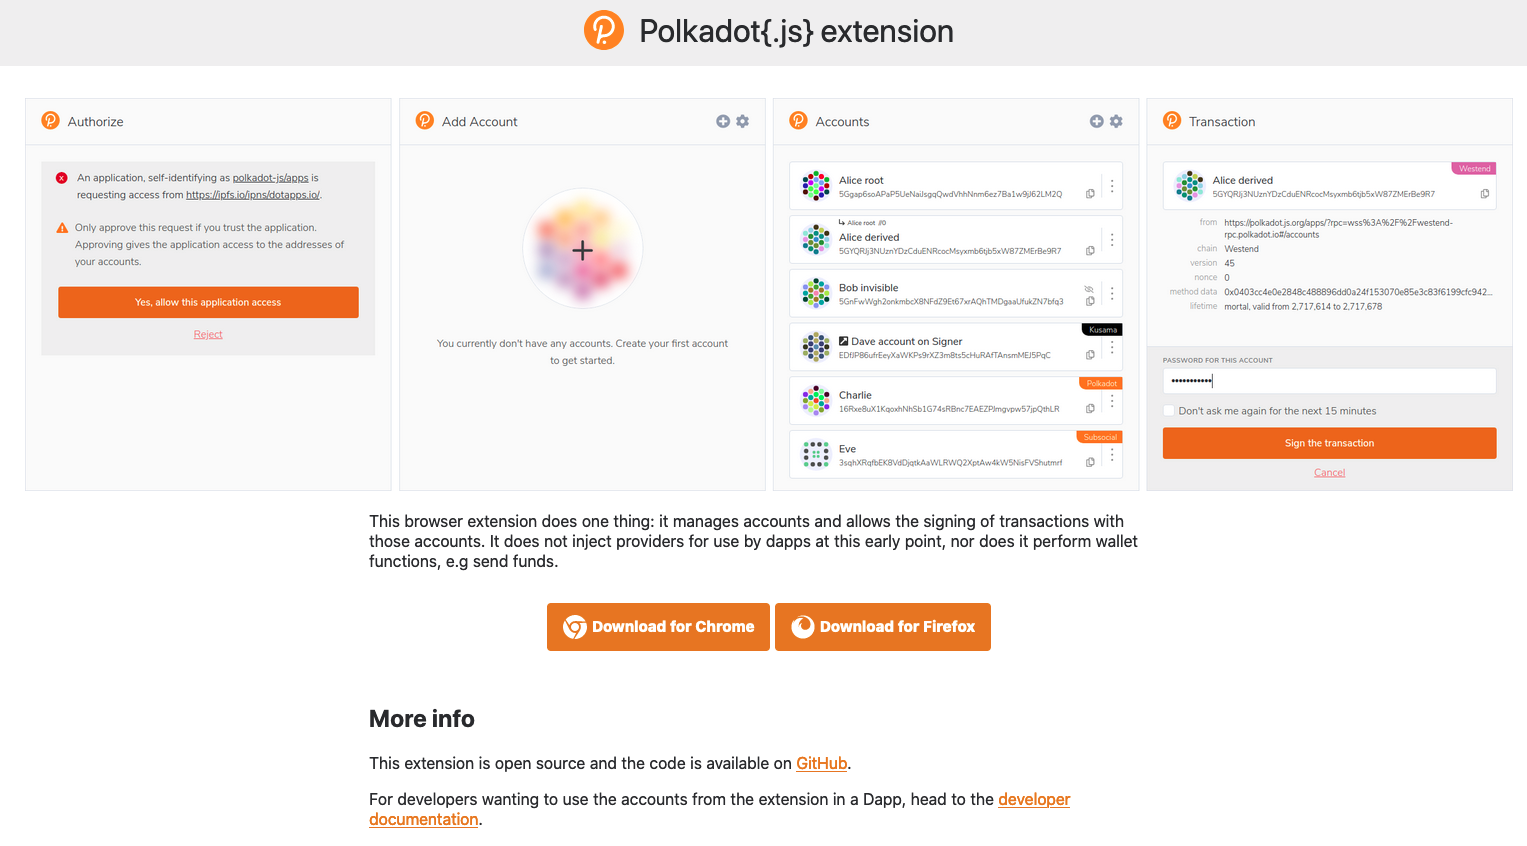 Polkadot{.js} extension
Authorize
An application, self-identifying as polkadot-js/apps is
requesting access from https://ipfs.io/ipns/dotapps.io/.
Only approve this request if you trust the application.
Approving gives the application access to the addresses of
your accounts.
Yes, allow this application access
Reject
Add Account
You currently don't have any accounts. Create your first account
to get started.
Accounts
Alice root
5Ggap6soAPaP5UeNaiJsgqQwdVhhNnm6ez7Ba1w9jJ62LM2Q
Alice root //0
Alice derived
5GYQRJj3NUznYDzCduENRcocMsyxmb6tjb5xW87ZMErBe9R7
Bob invisible
5GnFwWgh2onkmbcX8NFdZ9Et67xrAQhTMDgaaUfukZN7bfq3
Kusama
Dave account on Signer
EDfJP86ufrEeyXaWKPs9rXZ3m8ts5cHuRAfTAnsmMEJ5PqC
Polkadot
Charlie
16Rxe8uX1KqoxhNhSb1G74sRBnc7EAEZPJmgvpw57jpQthLR
Subsocial
Eve
3sqhXRqfbEK8VdDjqtkAaWLRWQ2XptAw4kW5NisFVShutmrf
Transaction
Westend
Alice derived
5GYQRJj3NUznYDzCduENRcocMsyxmb6tjb5xW87ZMErBe9R7
from https://polkadot.js.org/apps/?rpc=wss%3A%2F%2Fwestend-
rpc.polkadot.io#/accounts
chain Westend
version 45
nonce 0
method data 0x0403cc4e0e2848c488896dd0a24f153070e85e3c83f6199cfc942...
lifetime mortal, valid from 2,717,614 to 2,717,678
PASSWORD FOR THIS ACCOUNT
•••••••••••
Don't ask me again for the next 15 minutes
Sign the transaction
Cancel
This browser extension does one thing: it manages accounts and allows the signing of transactions with
those accounts. It does not inject providers for use by dapps at this early point, nor does it perform wallet
functions, e.g send funds.
Download for Chrome
Download for Firefox
More info
This extension is open source and the code is available on GitHub.
For developers wanting to use the accounts from the extension in a Dapp, head to the developer
documentation.